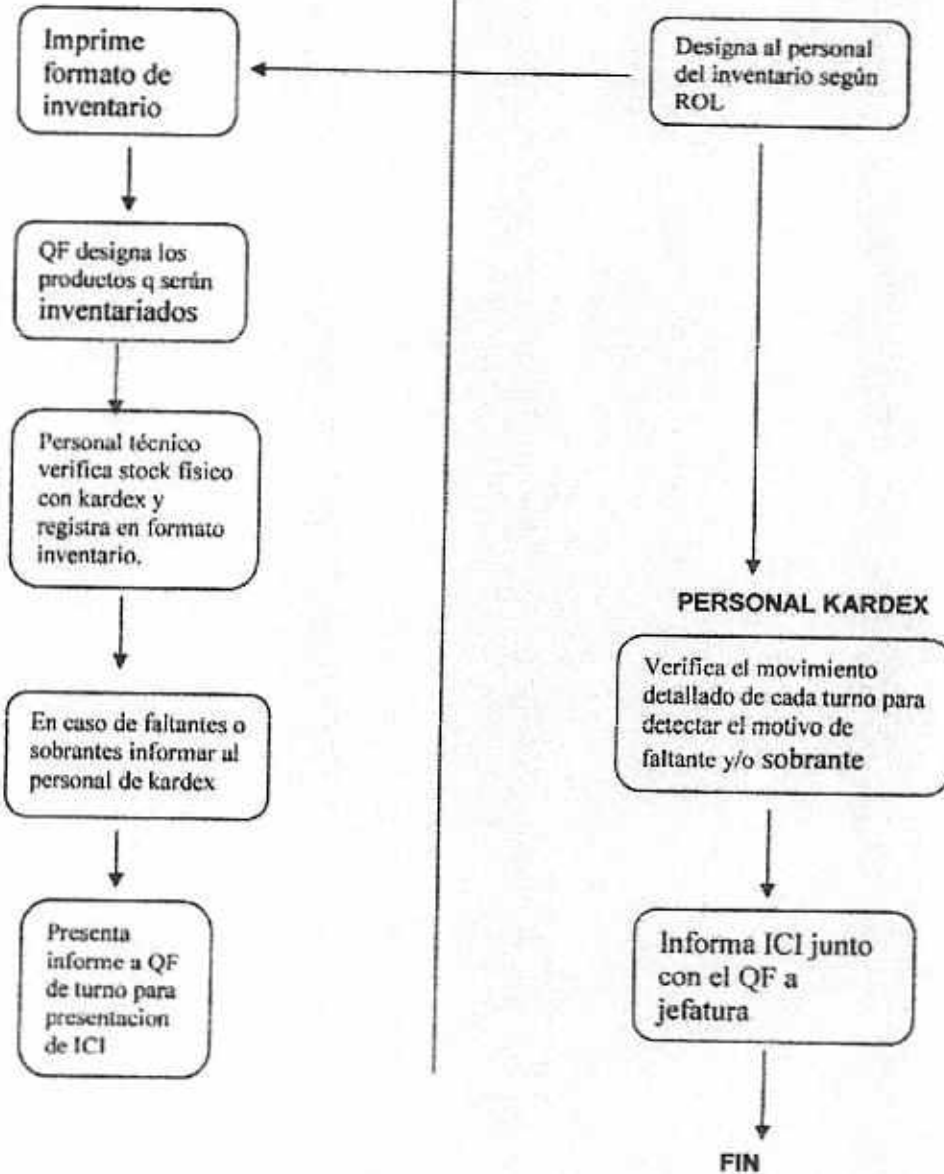 Imprime
formato de
inventario
QF designa los
productos q serán
inventariados
Personal técnico
verifica stock físico
con kardex y
registra en formato
inventario.
En caso de faltantes o
sobrantes informar al
personal de kardex
Presenta
informe a QF
de turno para
presentacion
de ICI
Designa al personal
del inventario según
ROL
PERSONAL KARDEX
Verifica el movimiento
detallado de cada turno para
detectar el motivo de
faltante y/o sobrante
Informa ICI junto
con el QF a
jefatura
FIN